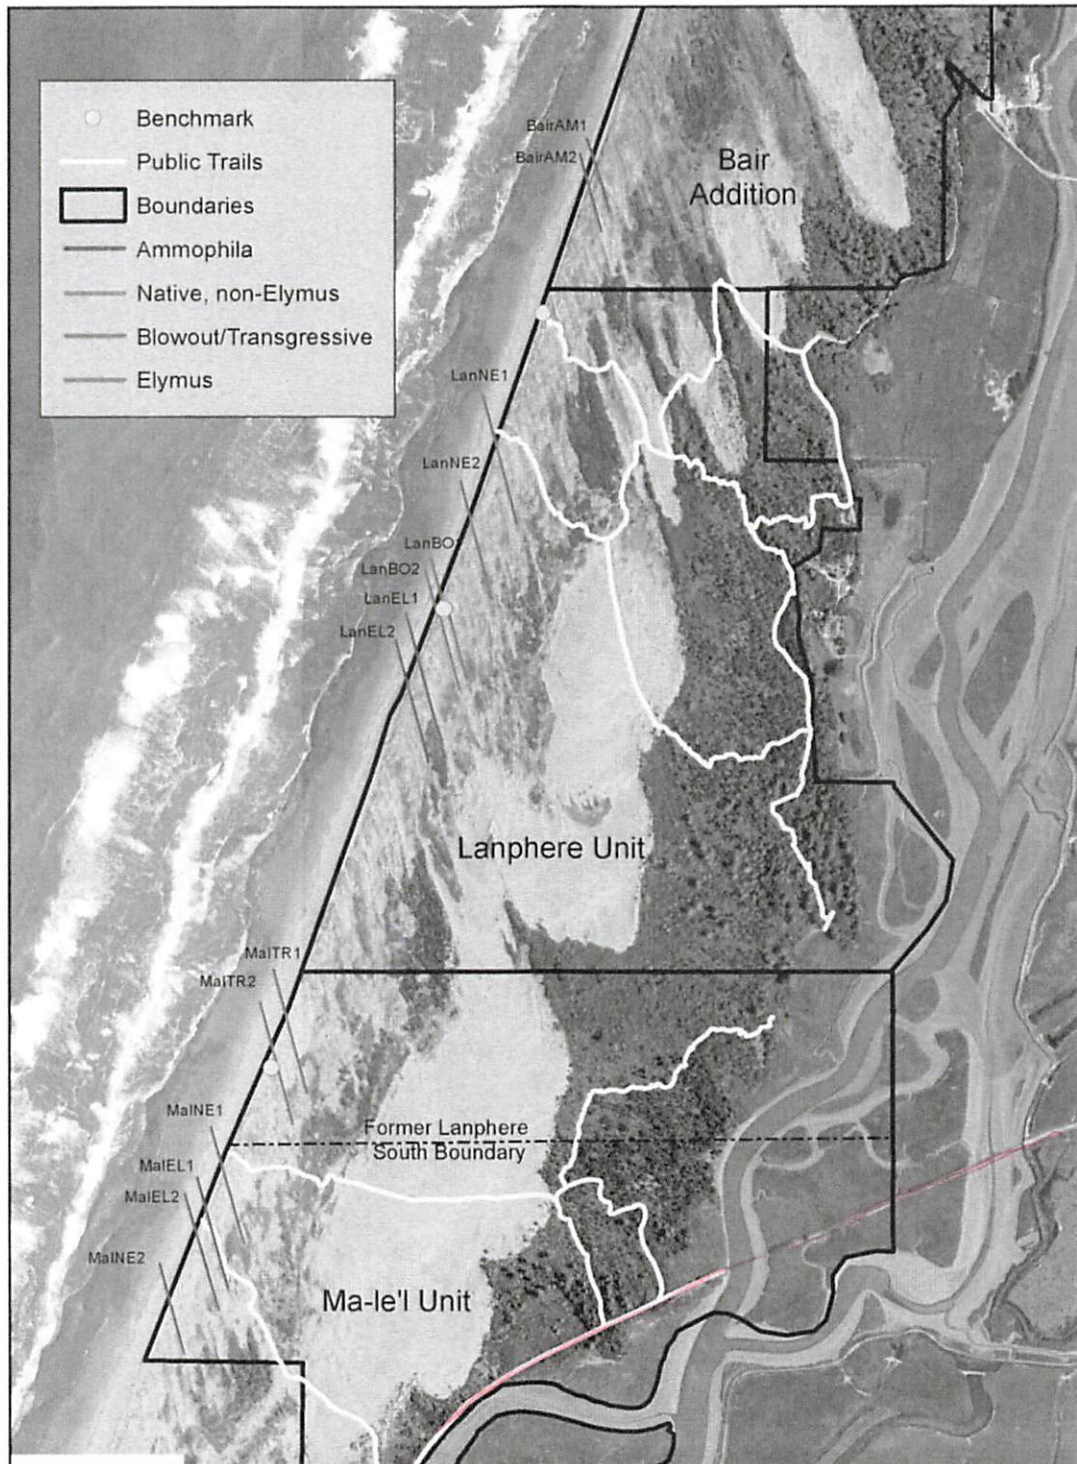 Benchmark
Public Trails
Boundaries
Ammophila
Native, non-Elymus
Blowout/Transgressive
Elymus
BairAM1
BairAM2
Bair
Addition
LanNE1
LanNE2
LanBO2
LanEL1
LanEL2
Lanphere Unit
MalTR1
MalTR2
MalNE1
Former Lanphere
South Boundary
MalEL1
MalEL2
MalNE2
Ma-le'l Unit